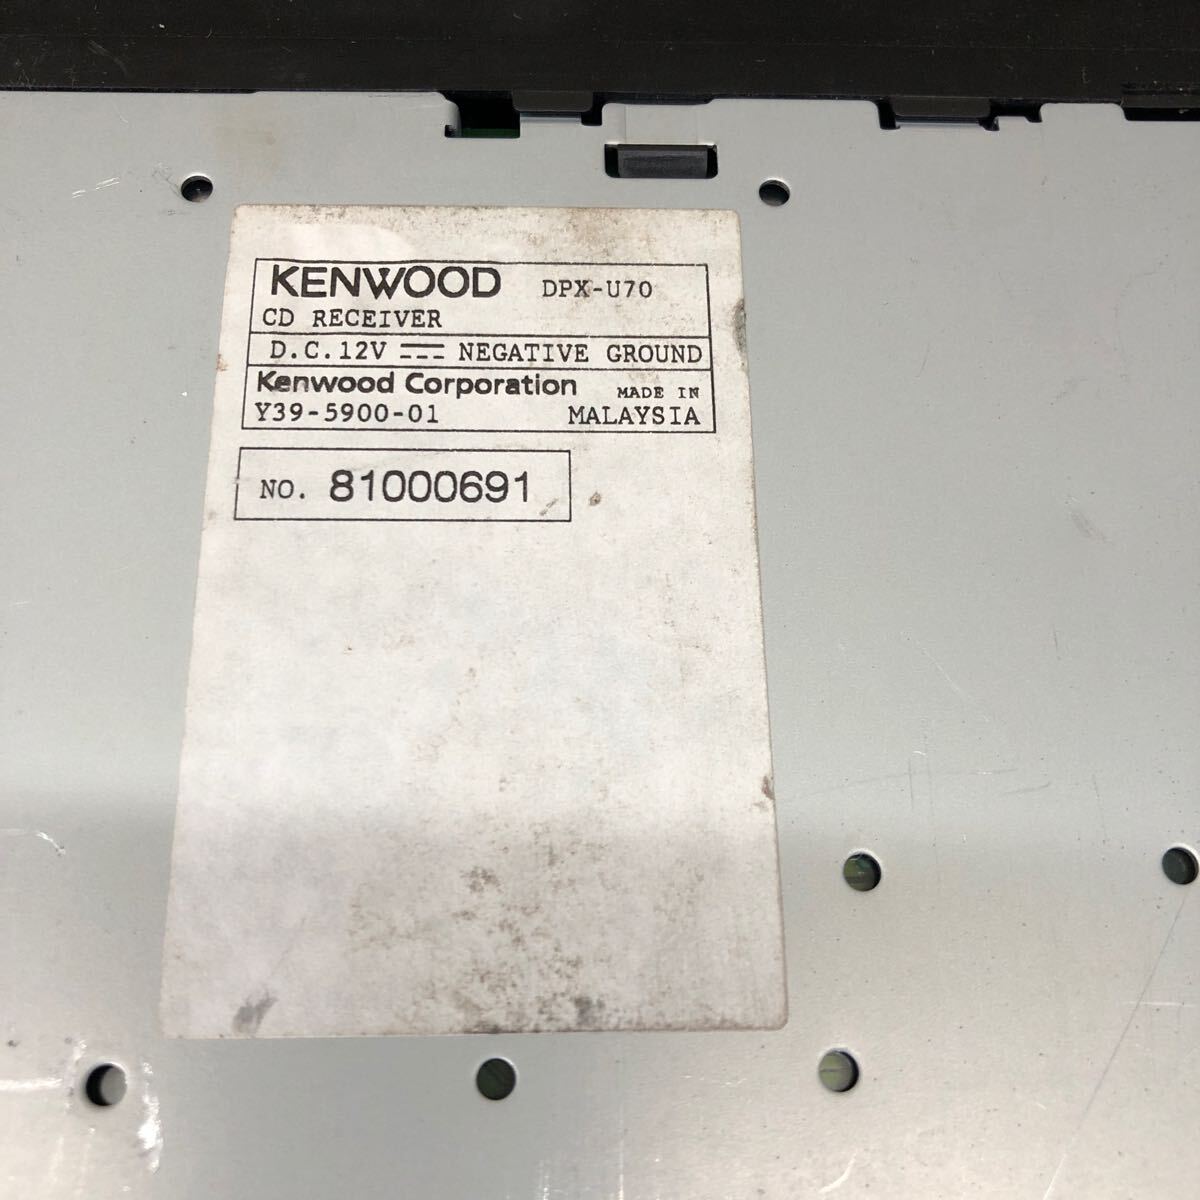 KENWOOD DPX-U70
CD RECEIVER
D.C.12V NEGATIVE GROUND
Kenwood Corporation MADE IN
Y39-5900-01 MALAYSIA
NO. 81000691